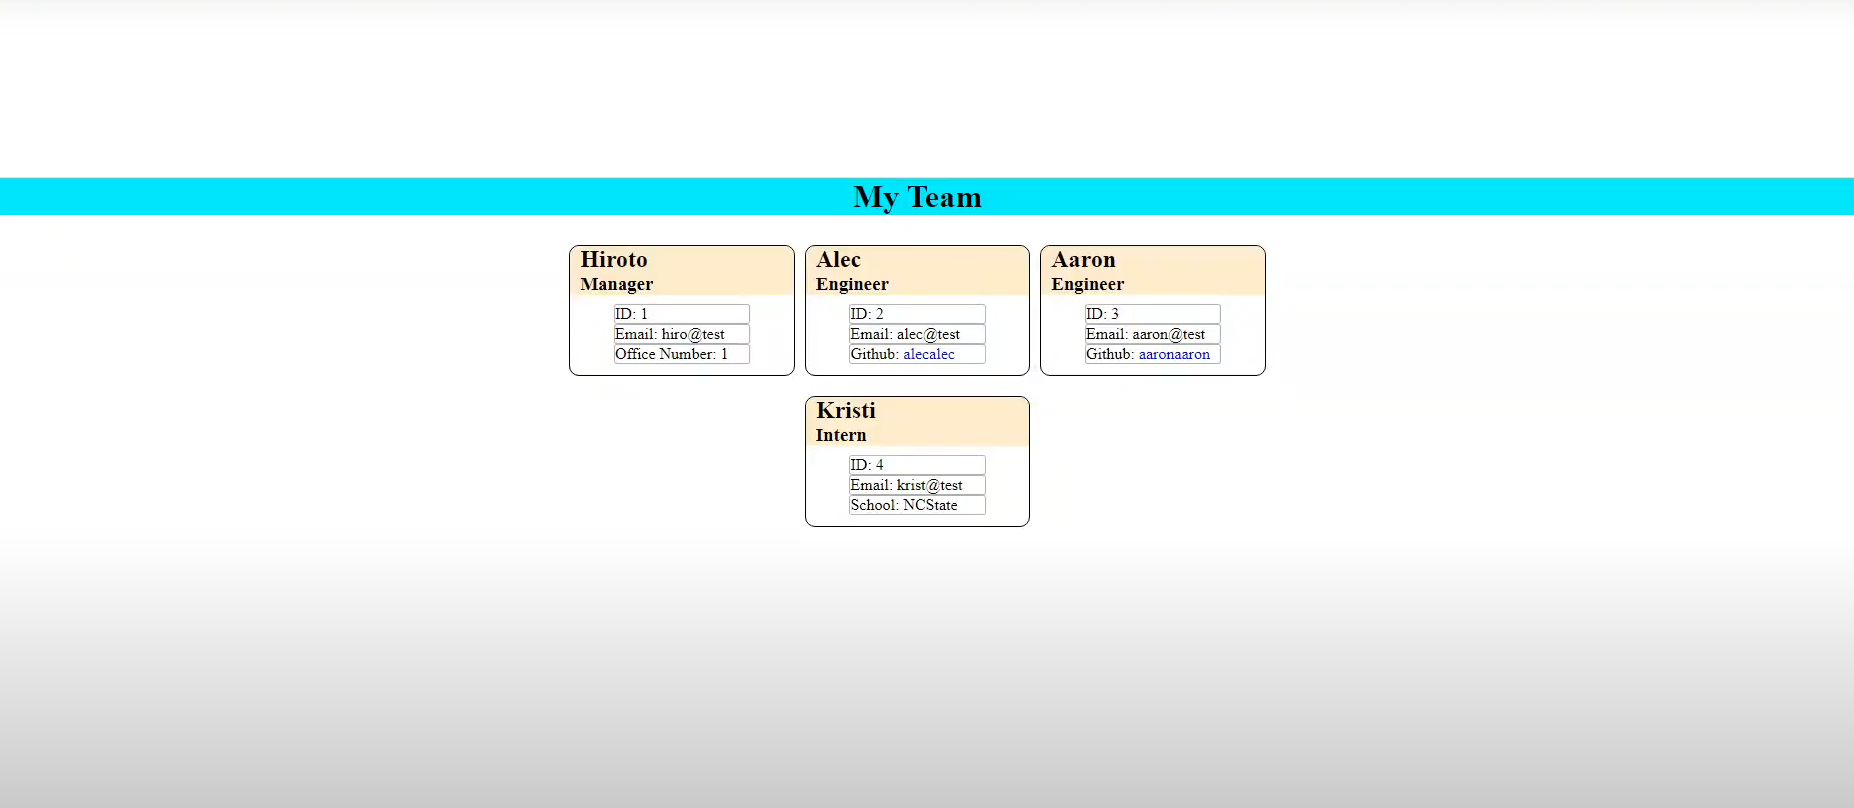 My Team
Hiroto
Manager
ID: 1
Email: hiro@test
Office Number: 1
Alec
Engineer
ID: 2
Email: alec@test
Github: alecalec
Aaron
Engineer
ID: 3
Email: aaron@test
Github: aaronaaron
Kristi
Intern
ID: 4
Email: krist@test
School: NCState